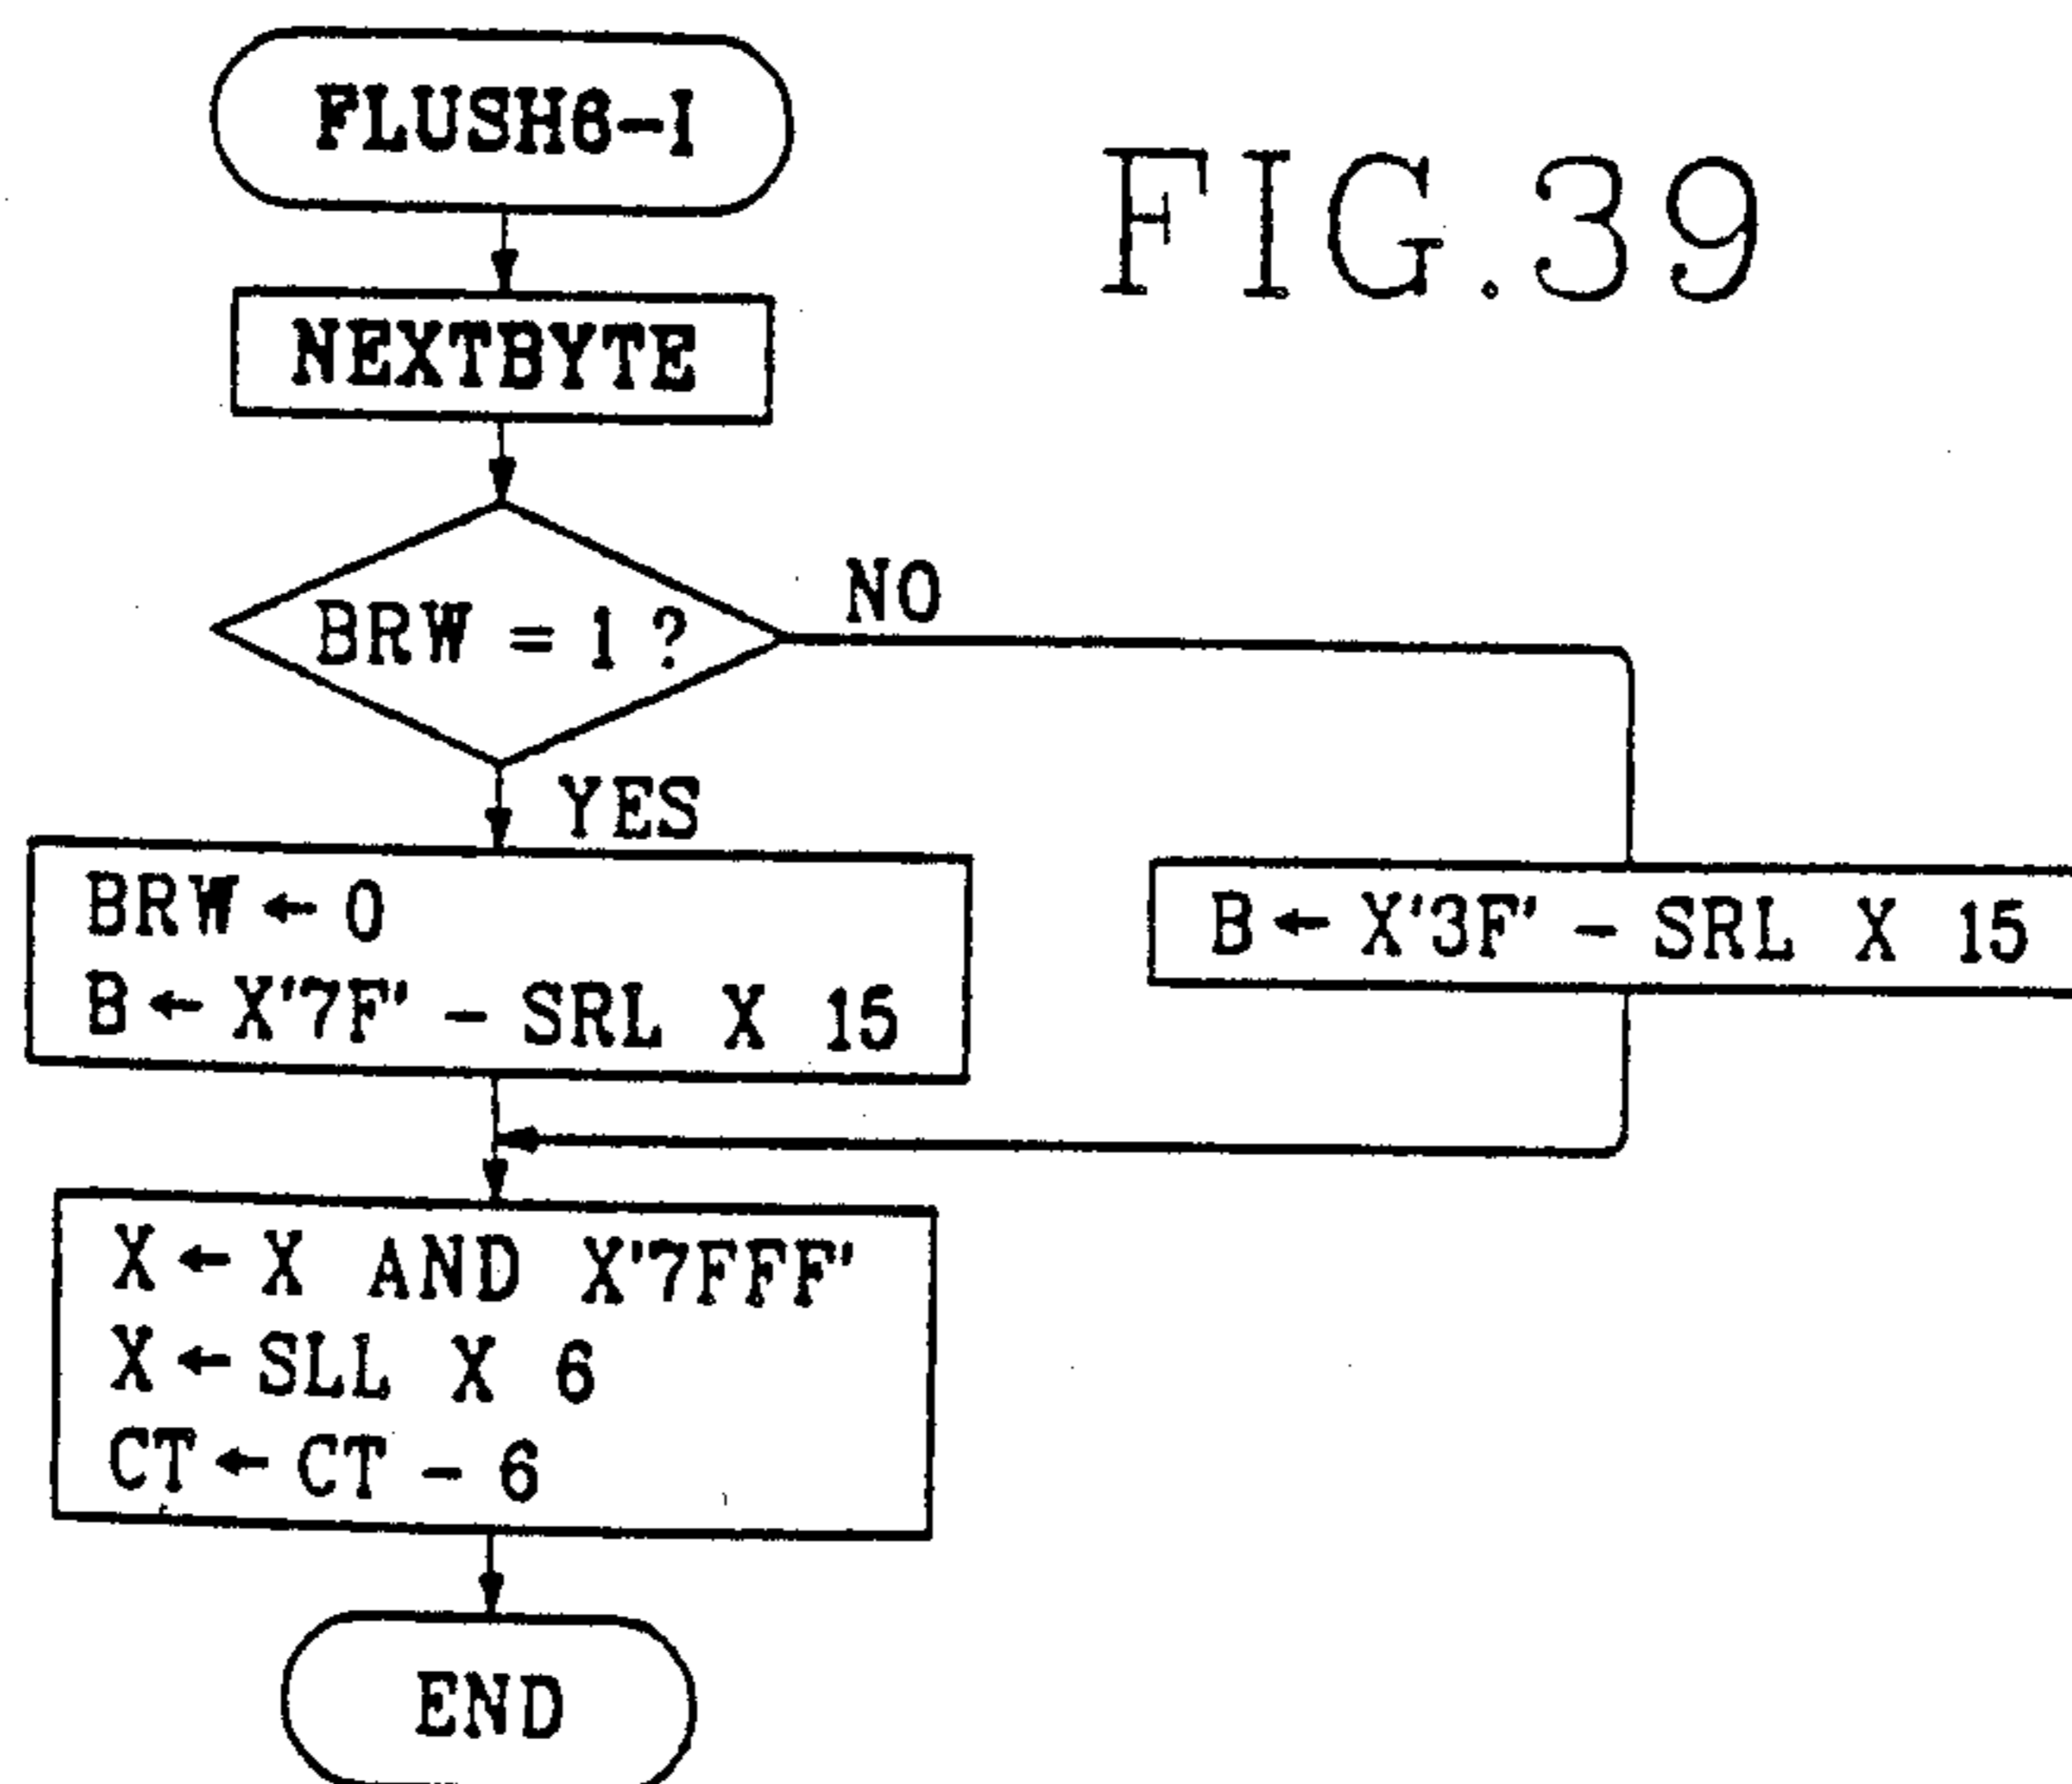 FLUSH6-I
FIG.39
NEXTBYTE
BRW = 1 ?
NO
YES
BRW ← 0
B ← X'7F' - SRL X 15
B ← X'3F' - SRL X 15
X ← X AND X'7FFF'
X ← SLL X 6
CT ← CT - 6
END